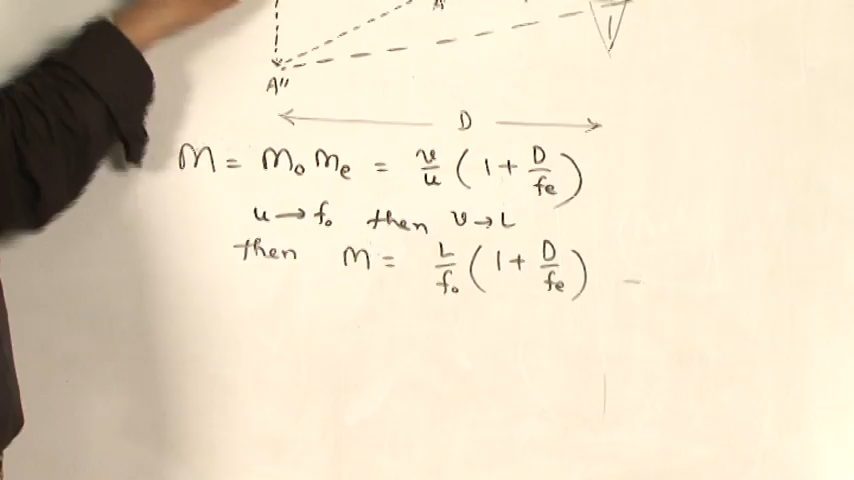 A'
A''
D
m = m₀ mₑ = v/u (1 + D/fe)
u → f₀ then v → L
then m = L/f₀ (1 + D/fe)